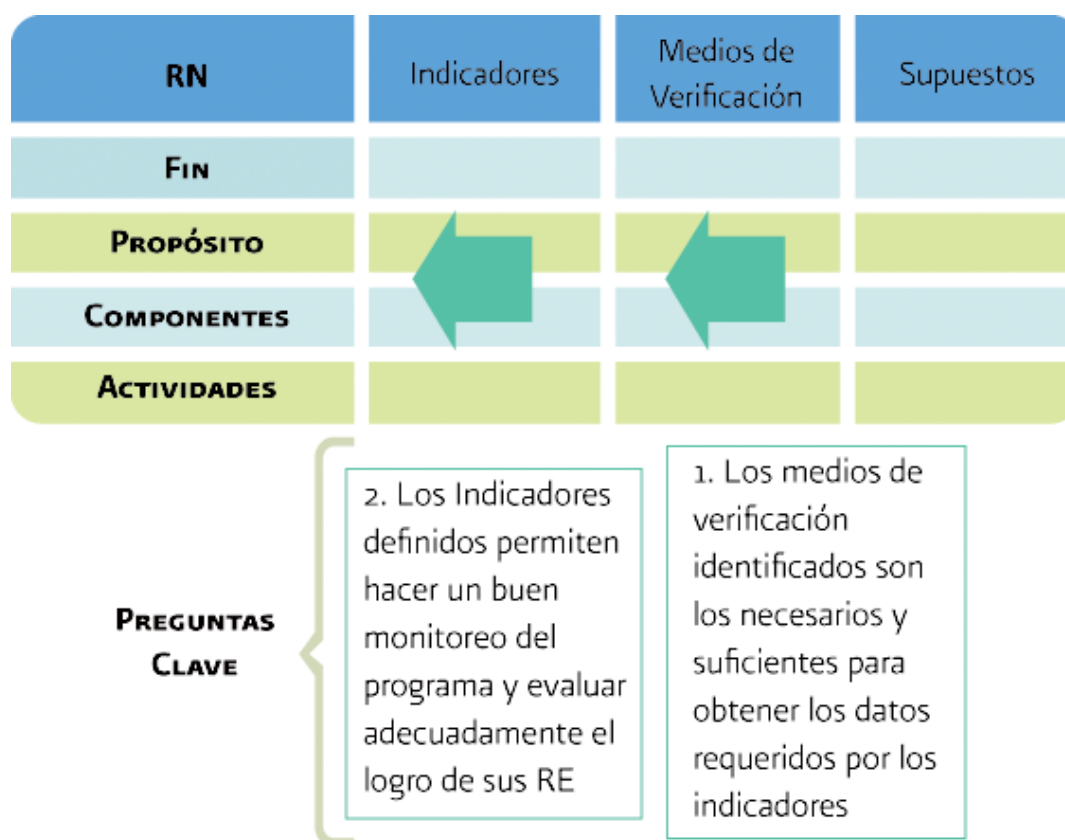 RN
Indicadores
Medios de
Verificación
Supuestos
Fin
Propósito
Componentes
Actividades
Preguntas
Clave
2. Los Indicadores
definidos permiten
hacer un buen
monitoreo del
programa y evaluar
adecuadamente el
logro de sus RE
1. Los medios de
verificación
identificados son
los necesarios y
suficientes para
obtener los datos
requeridos por los
indicadores